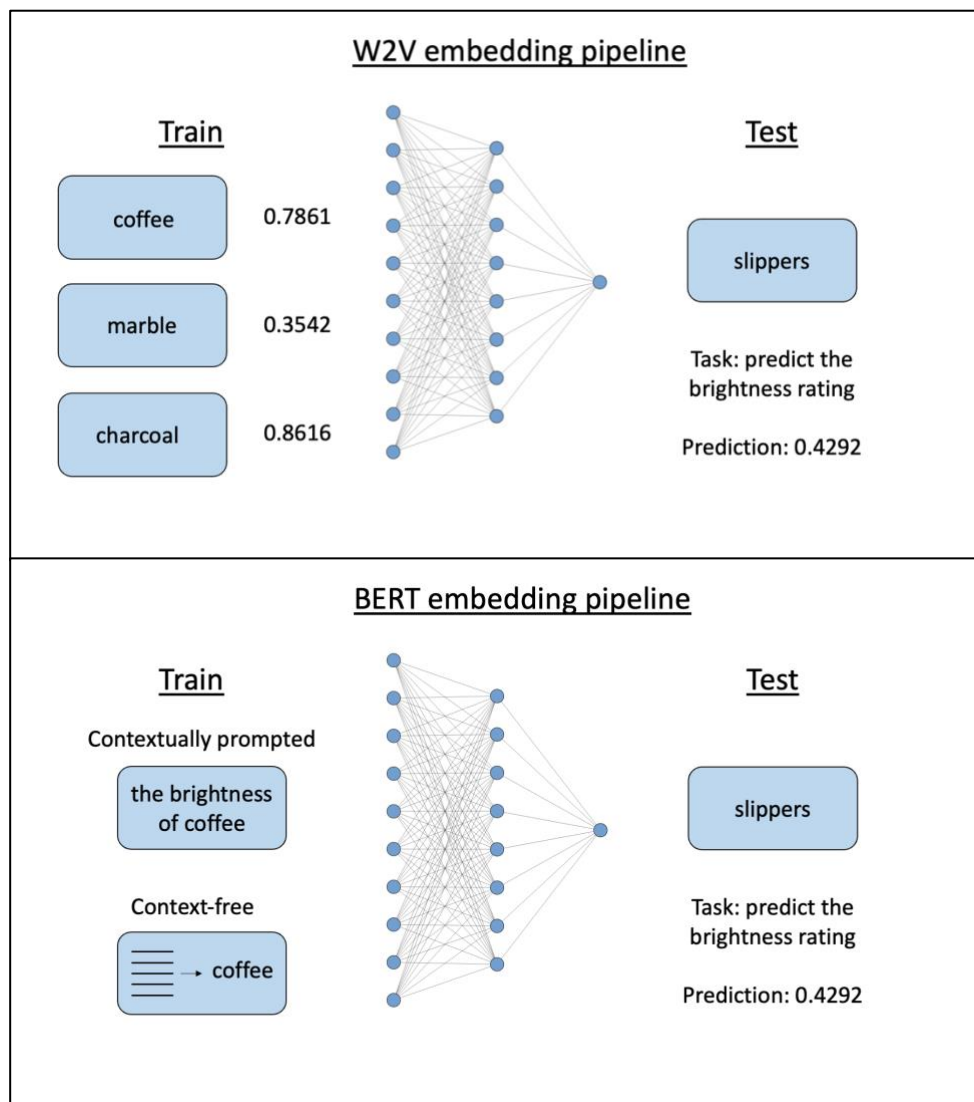 W2V embedding pipeline
Train
Test
coffee
0.7861
marble
0.3542
charcoal
0.8616
slippers
Task: predict the
brightness rating
Prediction: 0.4292
BERT embedding pipeline
Train
Test
Contextually prompted
the brightness
of coffee
Context-free
coffee
slippers
Task: predict the
brightness rating
Prediction: 0.4292